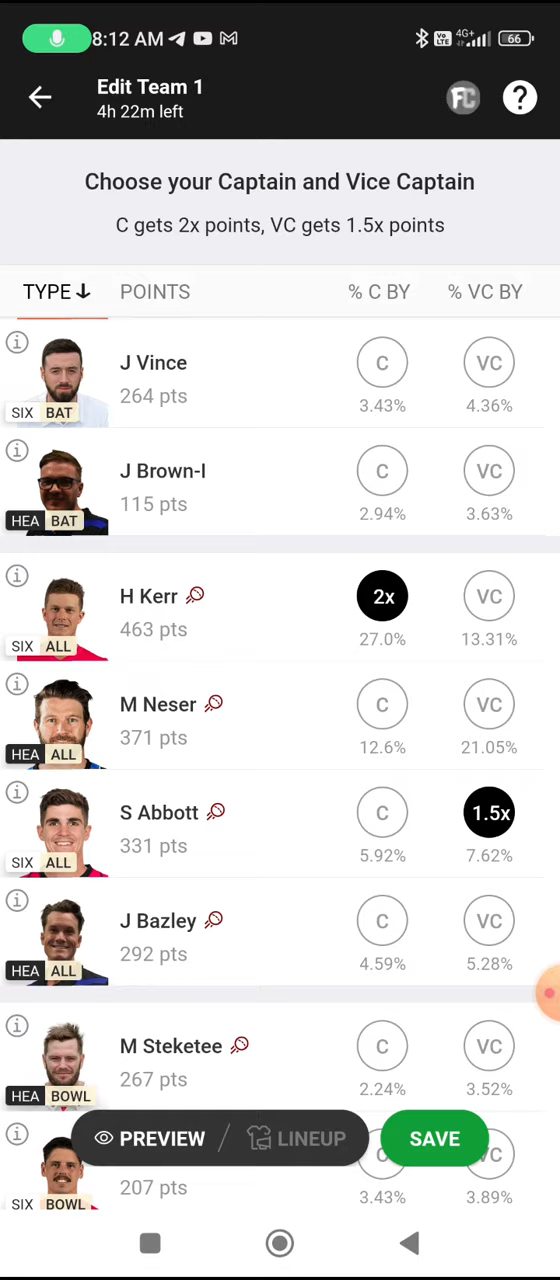 8:12 AM
Vo LTE 4G+ 66
Edit Team 1
4h 22m left
FC ?
Choose your Captain and Vice Captain
C gets 2x points, VC gets 1.5x points
TYPE POINTS % C BY % VC BY
J Vince C VC
264 pts
SIX BAT 3.43% 4.36%
J Brown-I C VC
115 pts
HEA BAT 2.94% 3.63%
H Kerr 2x VC
463 pts
SIX ALL 27.0% 13.31%
M Neser C VC
371 pts
HEA ALL 12.6% 21.05%
S Abbott C 1.5x
331 pts
SIX ALL 5.92% 7.62%
J Bazley C VC
292 pts
HEA ALL 4.59% 5.28%
M Steketee C VC
267 pts
HEA BOWL 2.24% 3.52%
PREVIEW / LINEUP SAVE
C VC
207 pts
SIX BOWL 3.43% 3.89%